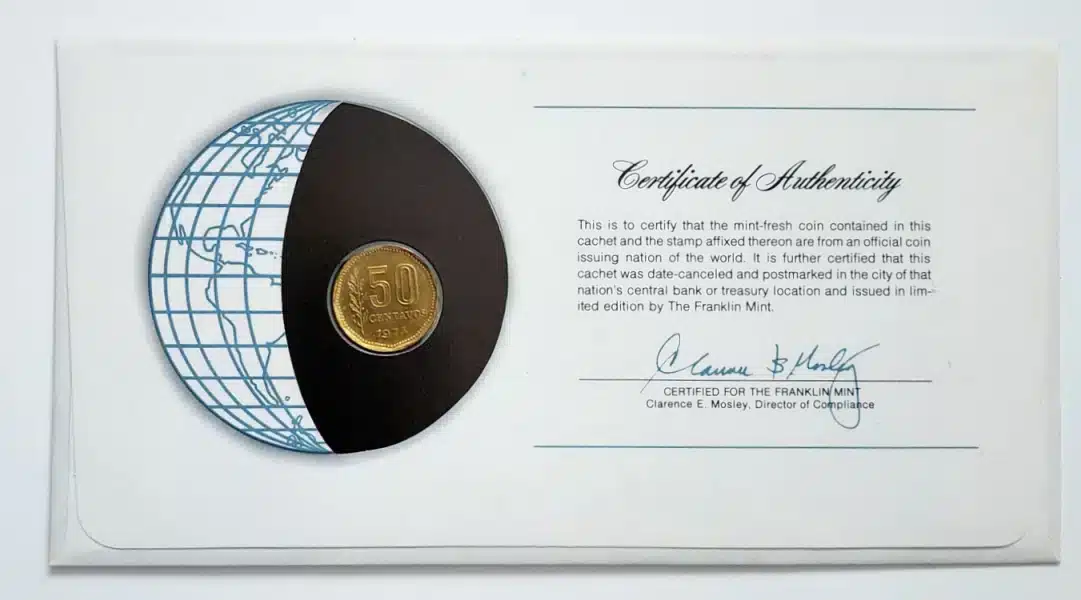 50
CENTAVOS
Certificate of Authenticity
This is to certify that the mint-fresh coin contained in this
cachet and the stamp affixed thereon are from an official coin
issuing nation of the world. It is further certified that this
cachet was date-canceled and postmarked in the city of that
nation's central bank or treasury location and issued in lim-
ited edition by The Franklin Mint.
CERTIFIED FOR THE FRANKLIN MINT
Clarence E. Mosley, Director of Compliance